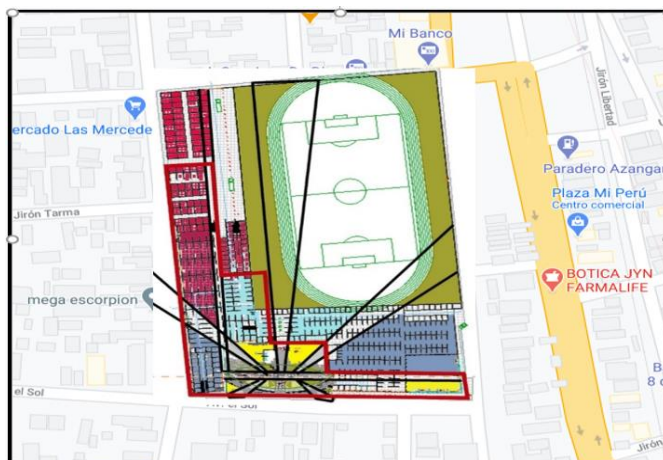 Mi Banco
ercado Las Mercede
Jirón Libertad
Paradero Azangar
Plaza Mi Perú
Centro comercial
Jirón Tarma
BOTICA JYN
FARMALIFE
mega escorpion
el Sol
B
8 d
Jirón